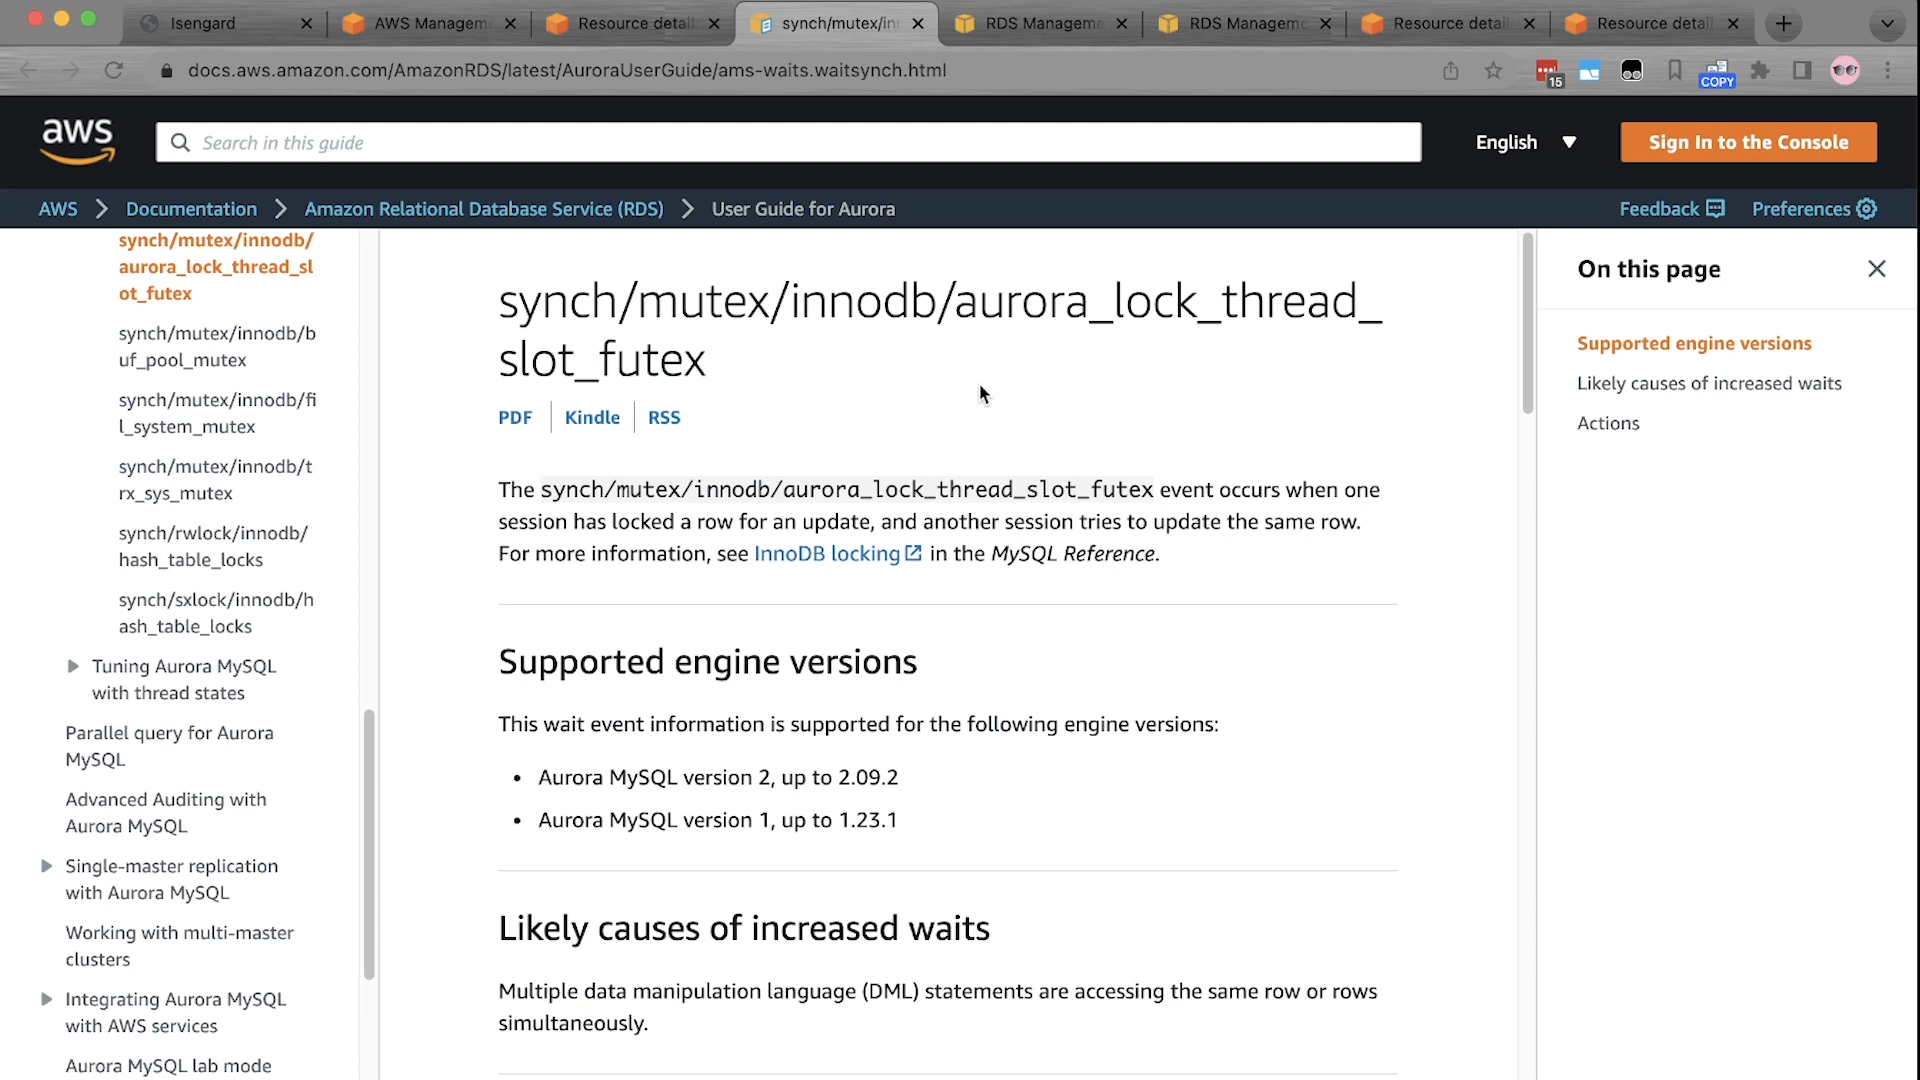 Isengard
AWS Managem
Resource detail
synch/mutex/in
RDS Manageme
RDS Manageme
Resource detail
Resource detail
docs.aws.amazon.com/AmazonRDS/latest/AuroraUserGuide/ams-waits.waitsynch.html
15
COPY
aws
Search in this guide
English
Sign In to the Console
AWS
Documentation
Amazon Relational Database Service (RDS)
User Guide for Aurora
Feedback
Preferences
synch/mutex/innodb/
aurora_lock_thread_sl
ot_futex
synch/mutex/innodb/b
uf_pool_mutex
synch/mutex/innodb/fi
l_system_mutex
synch/mutex/innodb/t
rx_sys_mutex
synch/rwlock/innodb/
hash_table_locks
synch/sxlock/innodb/h
ash_table_locks
Tuning Aurora MySQL
with thread states
Parallel query for Aurora
MySQL
Advanced Auditing with
Aurora MySQL
Single-master replication
with Aurora MySQL
Working with multi-master
clusters
Integrating Aurora MySQL
with AWS services
Aurora MySQL lab mode
synch/mutex/innodb/aurora_lock_thread_
slot_futex
PDF
Kindle
RSS
The synch/mutex/innodb/aurora_lock_thread_slot_futex event occurs when one
session has locked a row for an update, and another session tries to update the same row.
For more information, see InnoDB locking in the MySQL Reference.
Supported engine versions
This wait event information is supported for the following engine versions:
• Aurora MySQL version 2, up to 2.09.2
• Aurora MySQL version 1, up to 1.23.1
Likely causes of increased waits
Multiple data manipulation language (DML) statements are accessing the same row or rows
simultaneously.
On this page
Supported engine versions
Likely causes of increased waits
Actions